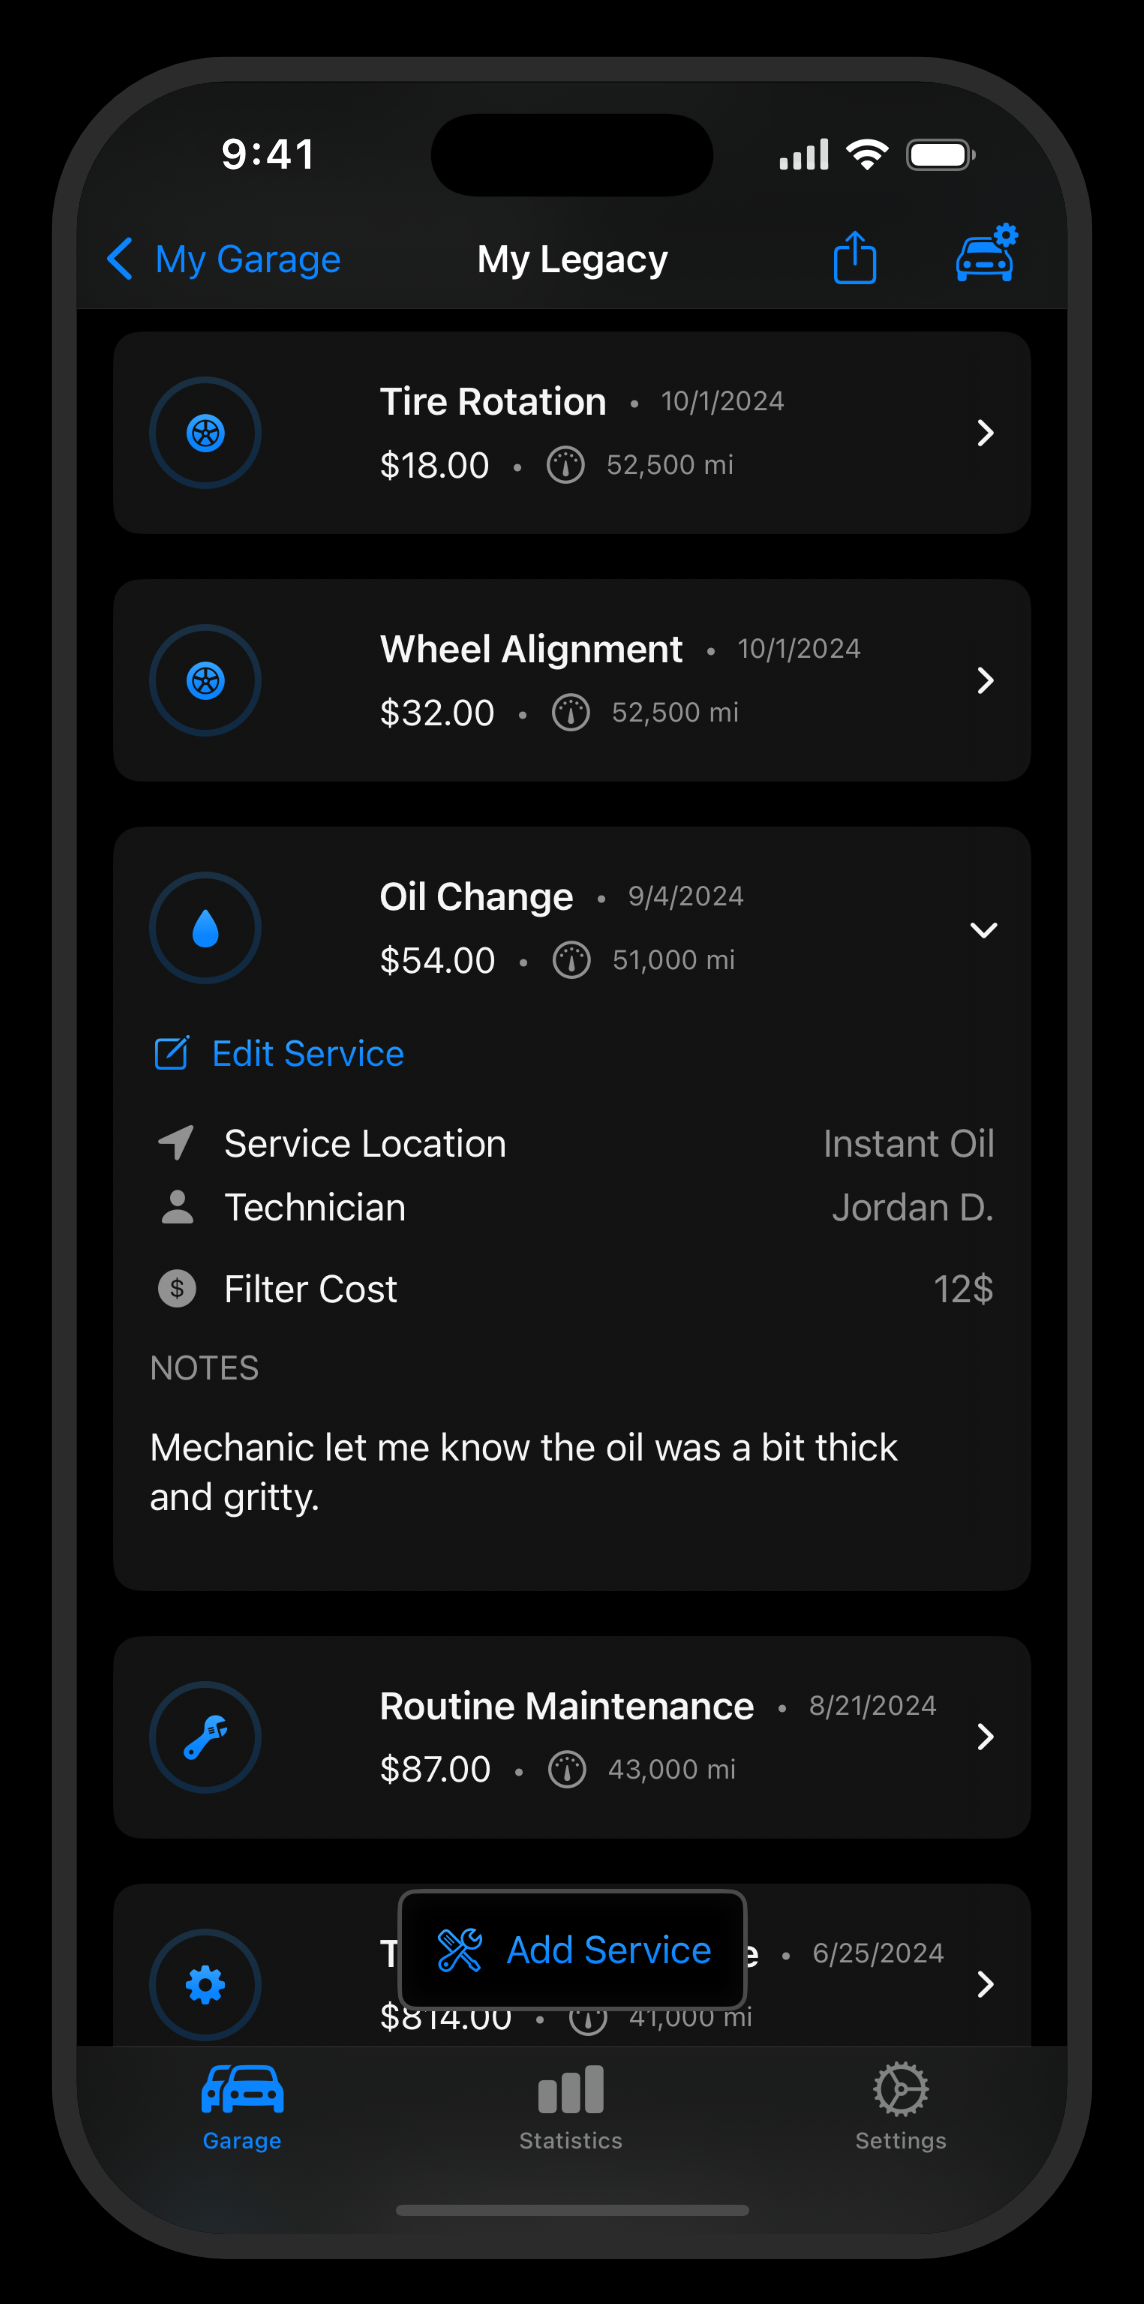 9:41
My Garage My Legacy
Tire Rotation • 10/1/2024
$18.00 • 52,500 mi
Wheel Alignment • 10/1/2024
$32.00 • 52,500 mi
Oil Change • 9/4/2024
$54.00 • 51,000 mi
Edit Service
Service Location Instant Oil
Technician Jordan D.
$ Filter Cost 12$
NOTES
Mechanic let me know the oil was a bit thick
and gritty.
Routine Maintenance • 8/21/2024
$87.00 • 43,000 mi
• 6/25/2024
Add Service
$814.00 • 41,000 mi
Garage Statistics Settings